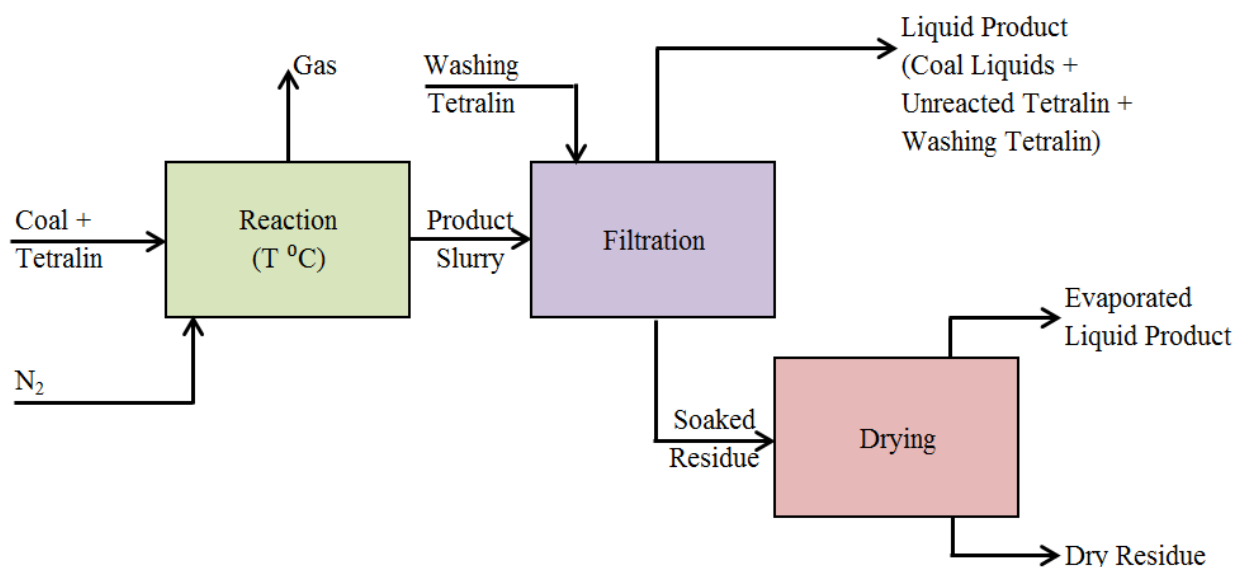 Gas
Washing
Tetralin
Liquid Product
(Coal Liquids +
Unreacted Tetralin +
Washing Tetralin)
Coal +
Tetralin
Reaction
(T ⁰C)
Product
Slurry
Filtration
N₂
Evaporated
Liquid Product
Soaked
Residue
Drying
Dry Residue